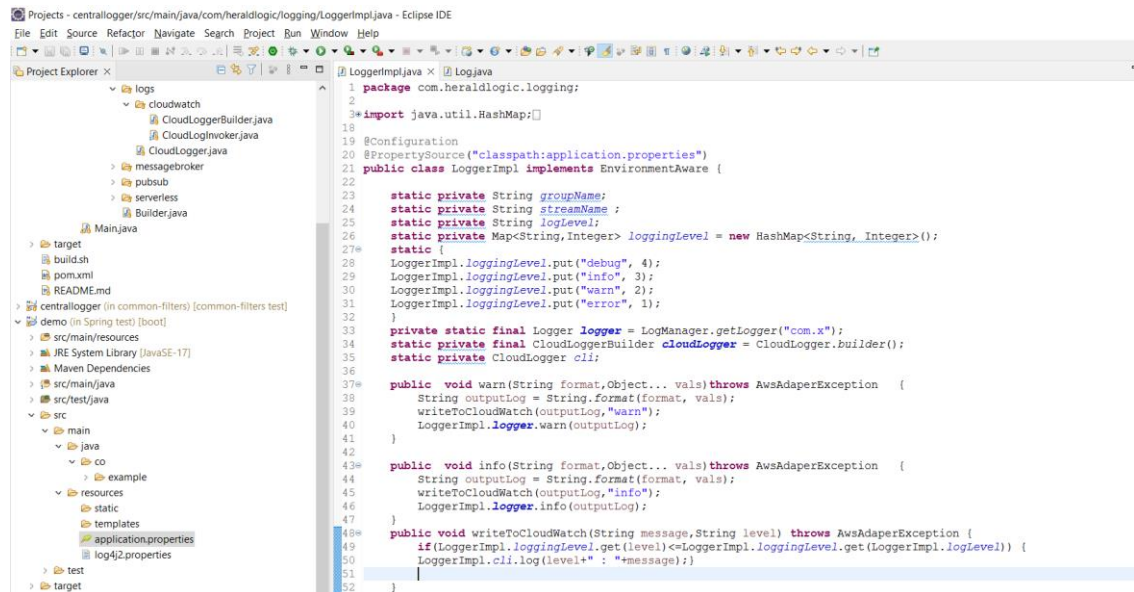 Projects - centrallogger/src/main/java/com/heraldlogic/logging/LoggerImpl.java - Eclipse IDE
File Edit Source Refactor Navigate Search Project Run Window Help
Project Explorer
logs
cloudwatch
CloudLoggerBuilder.java
CloudLogInvoker.java
CloudLogger.java
messagebroker
pubsub
serverless
Builder.java
Main.java
target
build.sh
pom.xml
README.md
centrallogger (in common-filters) [common-filters test]
demo (in Spring test) [boot]
src/main/resources
JRE System Library [JavaSE-17]
Maven Dependencies
src/main/java
src/test/java
src
main
java
co
example
resources
static
templates
application.properties
log4j2.properties
test
target
LoggerImpl.java Log.java
1 package com.heraldlogic.logging;
2
3 import java.util.HashMap;
18
19 @Configuration
20 @PropertySource("classpath:application.properties")
21 public class LoggerImpl implements EnvironmentAware {
22
23 static private String groupName;
24 static private String streamName ;
25 static private String logLevel;
26 static private Map<String,Integer> loggingLevel = new HashMap<String, Integer>();
27 static {
28 LoggerImpl.loggingLevel.put("debug", 4);
29 LoggerImpl.loggingLevel.put("info", 3);
30 LoggerImpl.loggingLevel.put("warn", 2);
31 LoggerImpl.loggingLevel.put("error", 1);
32 }
33 private static final Logger logger = LogManager.getLogger("com.x");
34 static private final CloudLoggerBuilder cloudLogger = CloudLogger.builder();
35 static private CloudLogger cli;
36
37 public void warn(String format,Object... vals)throws AwsAdaperException {
38 String outputLog = String.format(format, vals);
39 writeToCloudWatch(outputLog,"warn");
40 LoggerImpl.logger.warn(outputLog);
41 }
42
43 public void info(String format,Object... vals)throws AwsAdaperException {
44 String outputLog = String.format(format, vals);
45 writeToCloudWatch(outputLog,"info");
46 LoggerImpl.logger.info(outputLog);
47 }
48 public void writeToCloudWatch(String message,String level) throws AwsAdaperException {
49 if(LoggerImpl.loggingLevel.get(level)<=LoggerImpl.loggingLevel.get(LoggerImpl.logLevel)) {
50 LoggerImpl.cli.log(level+" : "+message);}
51
52 }